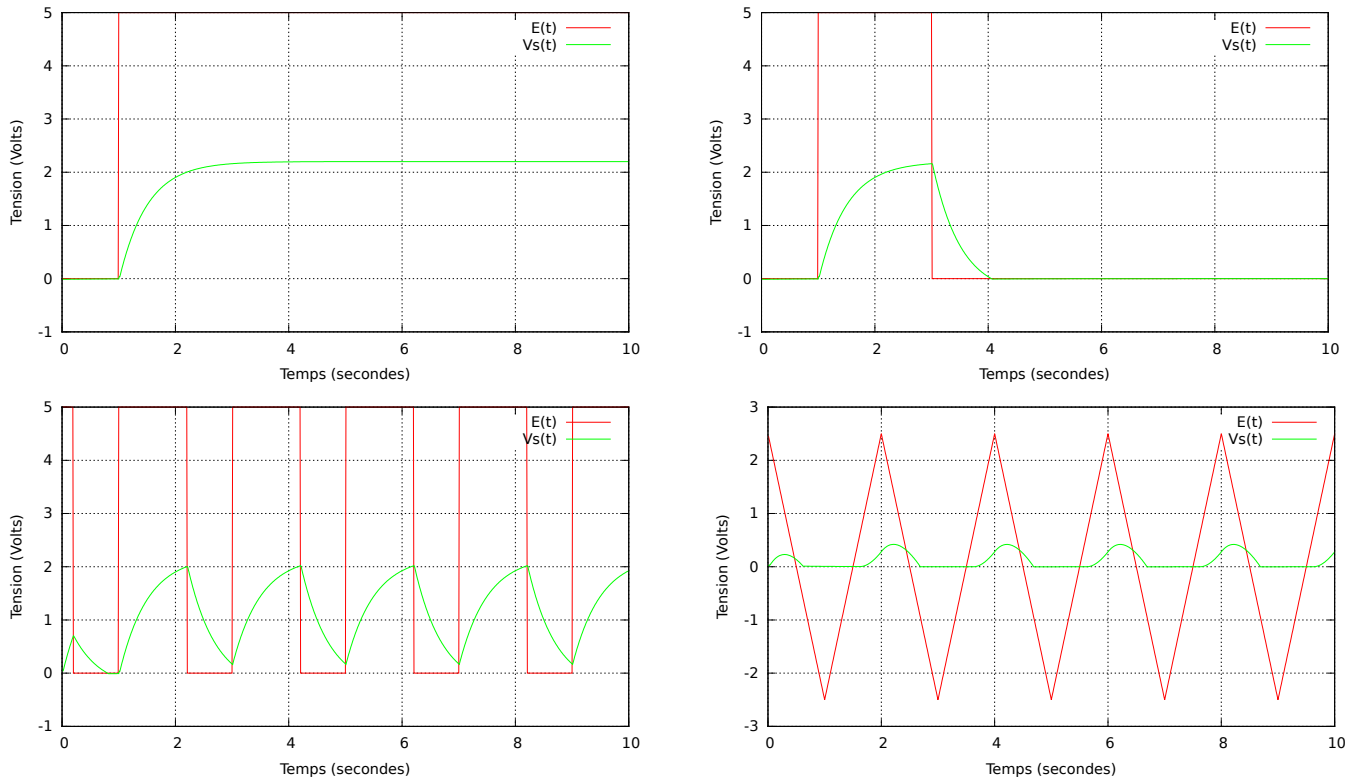 5
4
3
2
1
0
-1
Tension (Volts)
E(t)
Vs(t)
0 2 4 6 8 10
Temps (secondes)
5
4
3
2
1
0
-1
Tension (Volts)
E(t)
Vs(t)
0 2 4 6 8 10
Temps (secondes)
5
4
3
2
1
0
-1
Tension (Volts)
E(t)
Vs(t)
0 2 4 6 8 10
Temps (secondes)
3
2
1
0
-1
-2
-3
Tension (Volts)
E(t)
Vs(t)
0 2 4 6 8 10
Temps (secondes)